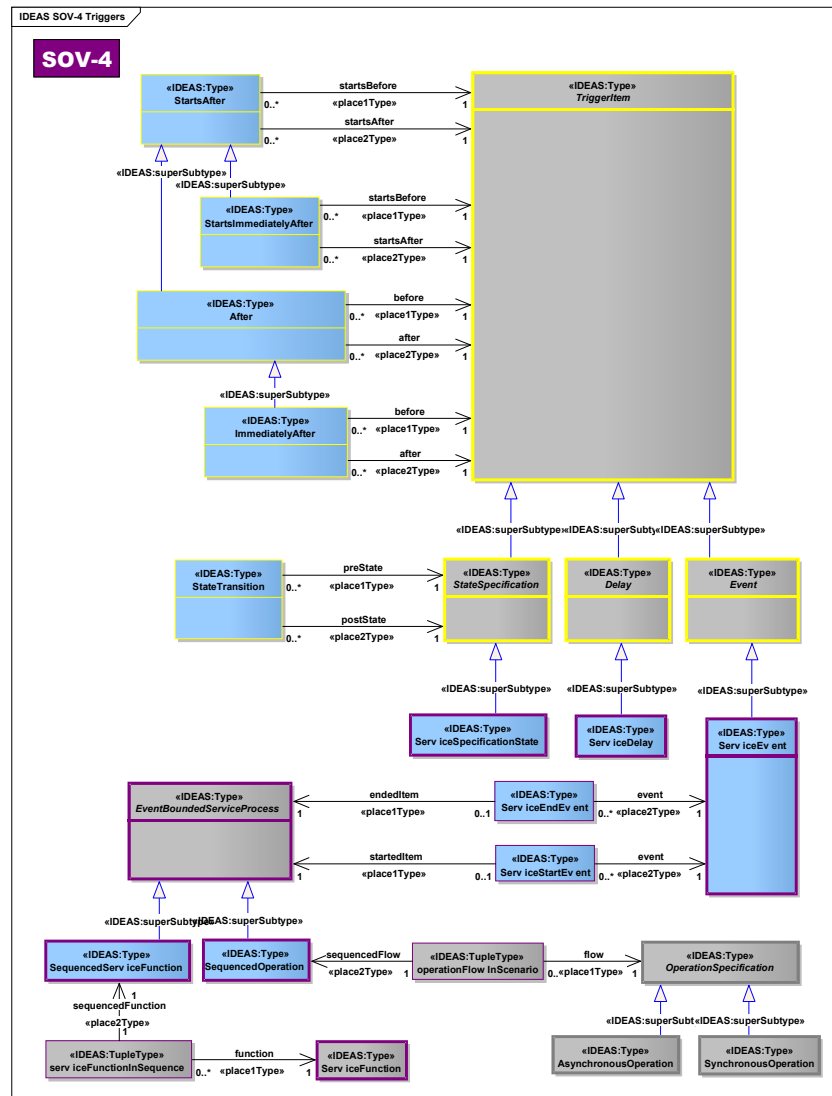 IDEAS SOV-4 Triggers
SOV-4
«IDEAS:Type»
StartsAfter
startsBefore
0..*
«place1Type»
1
startsAfter
0..*
«place2Type»
1
«IDEAS:Type»
TriggerItem
«IDEAS:superSubtype»
«IDEAS:superSubtype»
«IDEAS:Type»
StartsImmediatelyAfter
startsBefore
0..*
«place1Type»
1
startsAfter
0..*
«place2Type»
1
«IDEAS:Type»
After
before
0..*
«place1Type»
1
after
0..*
«place2Type»
1
«IDEAS:superSubtype»
«IDEAS:Type»
ImmediatelyAfter
before
0..*
«place1Type»
1
after
0..*
«place2Type»
1
«IDEAS:superSubtype»
«IDEAS:superSubty
«IDEAS:superSubtype»
«IDEAS:Type»
StateTransition
preState
0..*
«place1Type»
1
postState
0..*
«place2Type»
1
«IDEAS:Type»
StateSpecification
«IDEAS:Type»
Delay
«IDEAS:Type»
Event
«IDEAS:superSubtype»
«IDEAS:superSubtype»
«IDEAS:superSubtype»
«IDEAS:Type»
Serv iceSpecificationState
«IDEAS:Type»
Serv iceDelay
«IDEAS:Type»
Serv iceEv ent
«IDEAS:Type»
EventBoundedServiceProcess
endedItem
1
«place1Type»
0..1
«IDEAS:Type»
Serv iceEndEv ent
event
0..*
«place2Type»
1
startedItem
1
«place1Type»
0..1
«IDEAS:Type»
Serv iceStartEv ent
event
0..*
«place2Type»
1
«IDEAS:superSubtype»
«IDEAS:superSubtype»
«IDEAS:Type»
SequencedServ iceFunction
«IDEAS:Type»
SequencedOperation
sequencedFlow
1
«place2Type»
1
«IDEAS:TupleType»
operationFlow InScenario
flow
0..*
«place1Type»
1
«IDEAS:Type»
OperationSpecification
1
sequencedFunction
«place2Type»
1
«IDEAS:superSubt
«IDEAS:superSubtype»
«IDEAS:TupleType»
serv iceFunctionInSequence
function
0..*
«place1Type»
1
«IDEAS:Type»
Serv iceFunction
«IDEAS:Type»
AsynchronousOperation
«IDEAS:Type»
SynchronousOperation